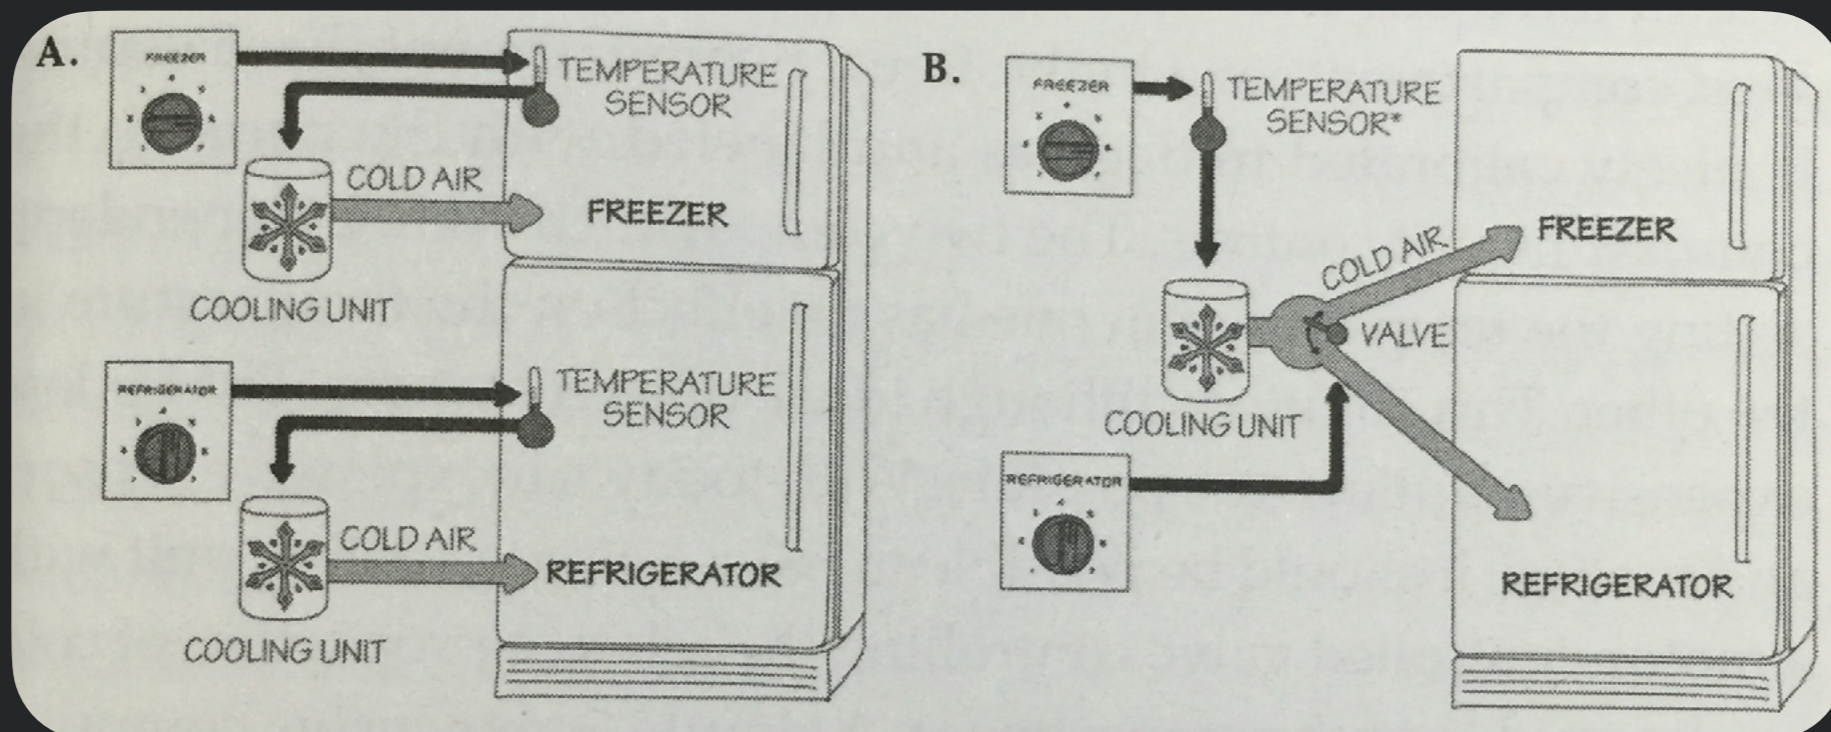 A.
FREEZER
TEMPERATURE
SENSOR
COLD AIR
FREEZER
COOLING UNIT
REFRIGERATOR
TEMPERATURE
SENSOR
COLD AIR
REFRIGERATOR
COOLING UNIT
B.
FREEZER
TEMPERATURE
SENSOR*
COLD AIR
FREEZER
VALVE
COOLING UNIT
REFRIGERATOR
REFRIGERATOR